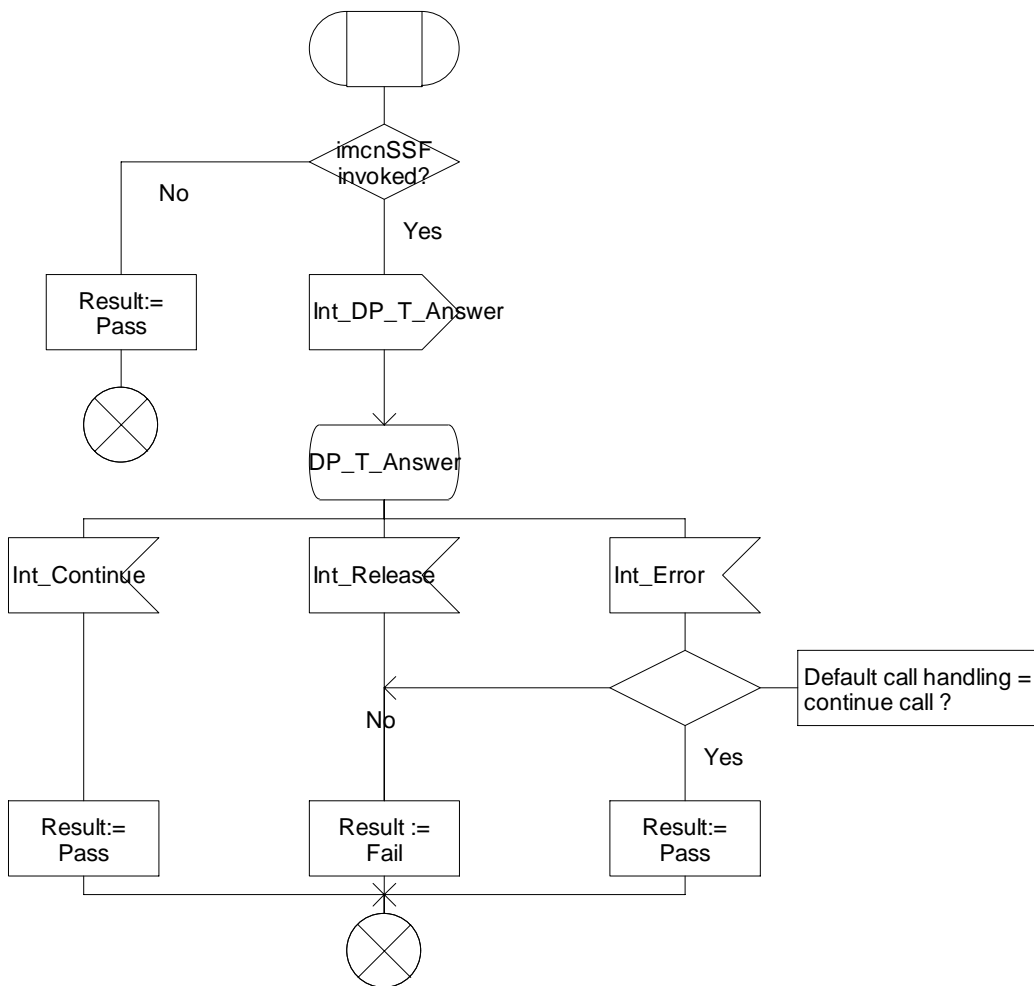 imcnSSF
invoked?
No
Yes
Result:=
Pass
Int_DP_T_Answer
DP_T_Answer
Int_Continue
Int_Release
Int_Error
Default call handling =
continue call ?
No
Yes
Result:=
Pass
Result :=
Fail
Result:=
Pass